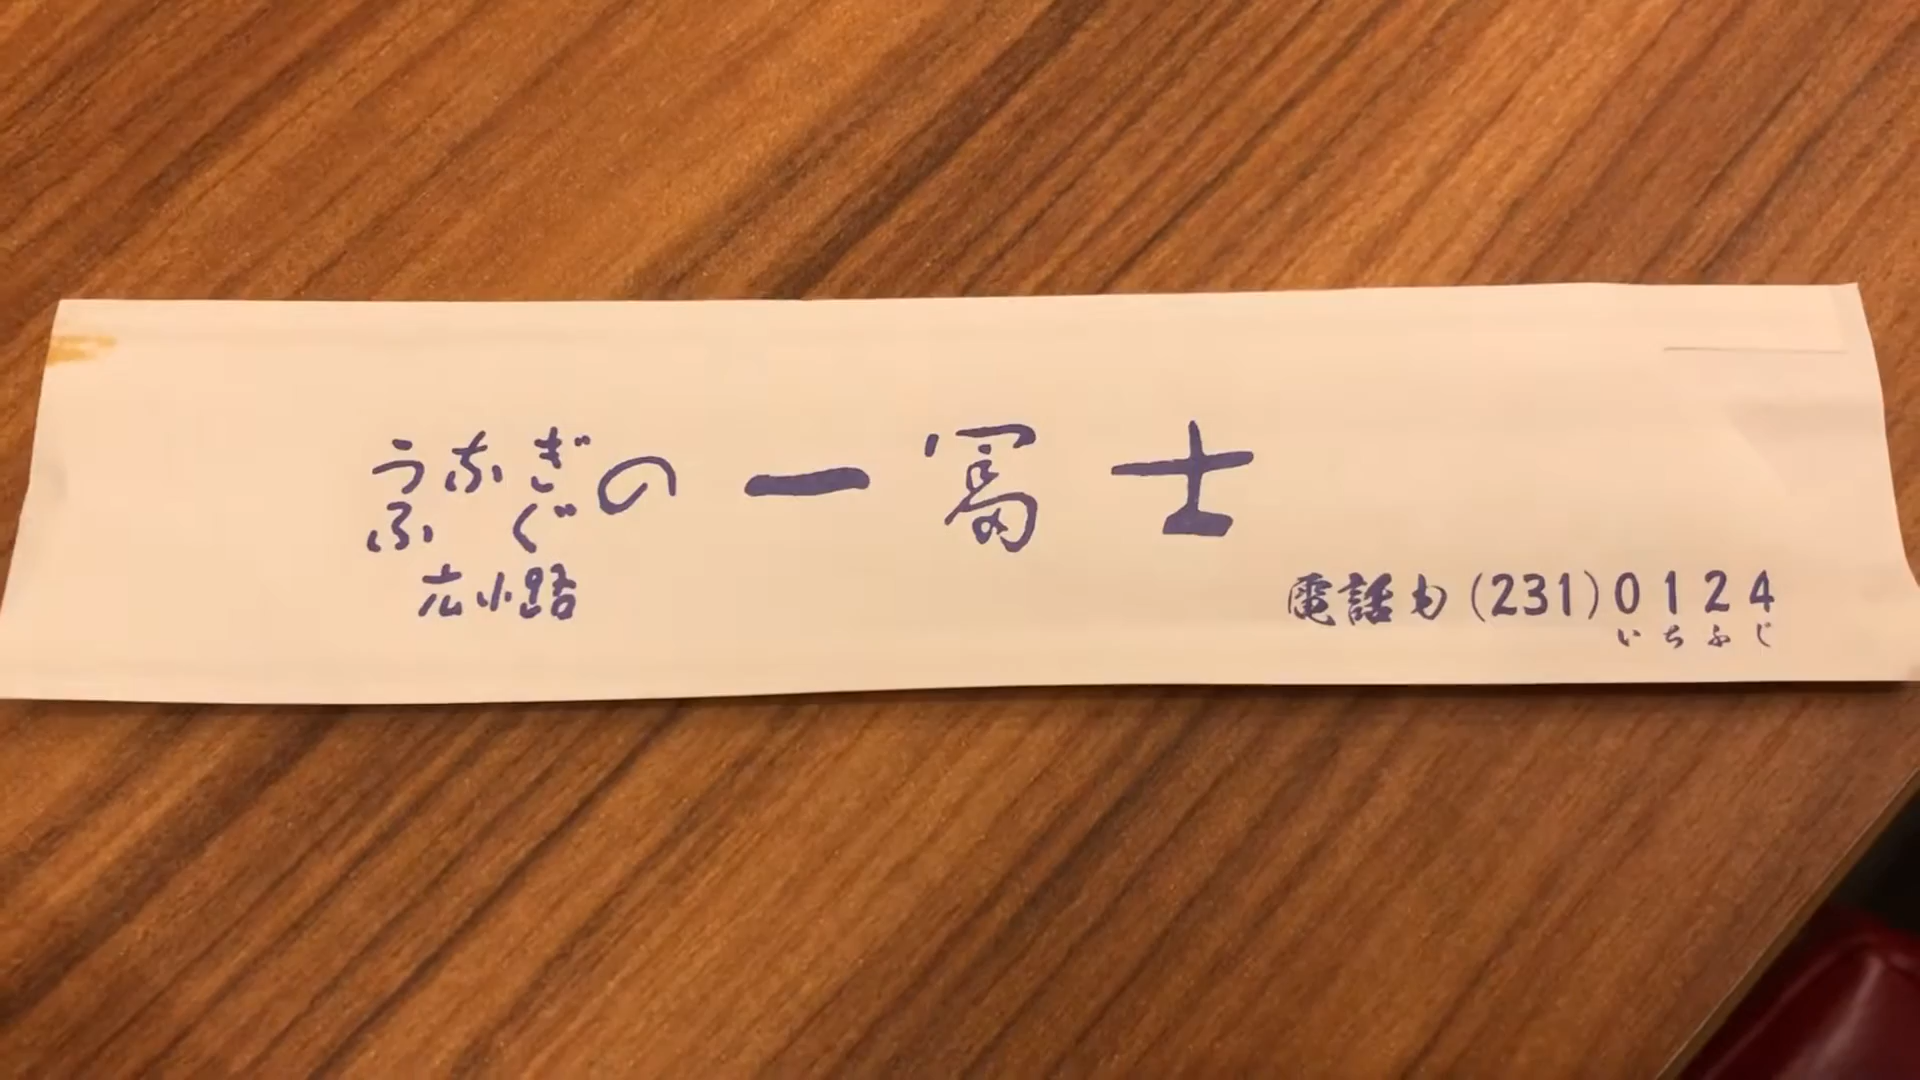 うなぎ
ふぐ
の一冨士
広小路
電話も(231)0124
いちふじ